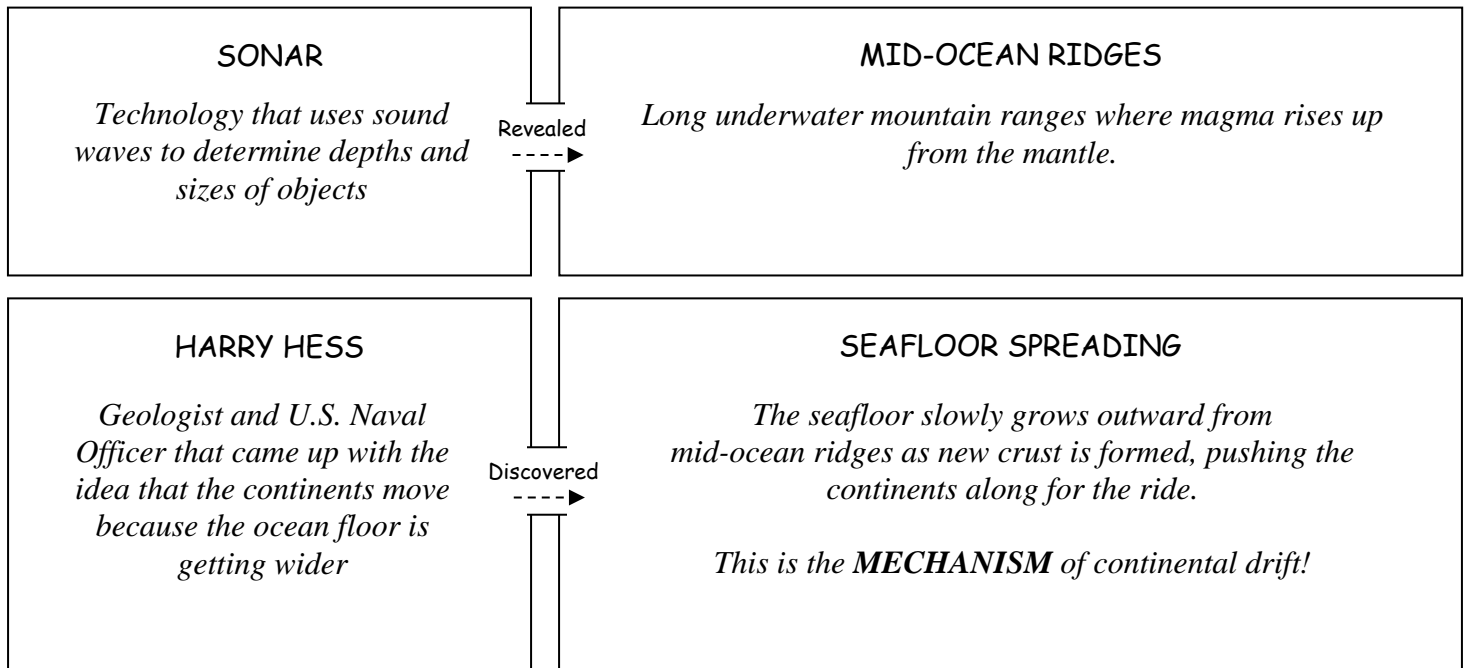 SONAR
Technology that uses sound
waves to determine depths and
sizes of objects
Revealed
MID-OCEAN RIDGES
Long underwater mountain ranges where magma rises up
from the mantle.
HARRY HESS
Geologist and U.S. Naval
Officer that came up with the
idea that the continents move
because the ocean floor is
getting wider
Discovered
SEAFLOOR SPREADING
The seafloor slowly grows outward from
mid-ocean ridges as new crust is formed, pushing the
continents along for the ride.
This is the MECHANISM of continental drift!